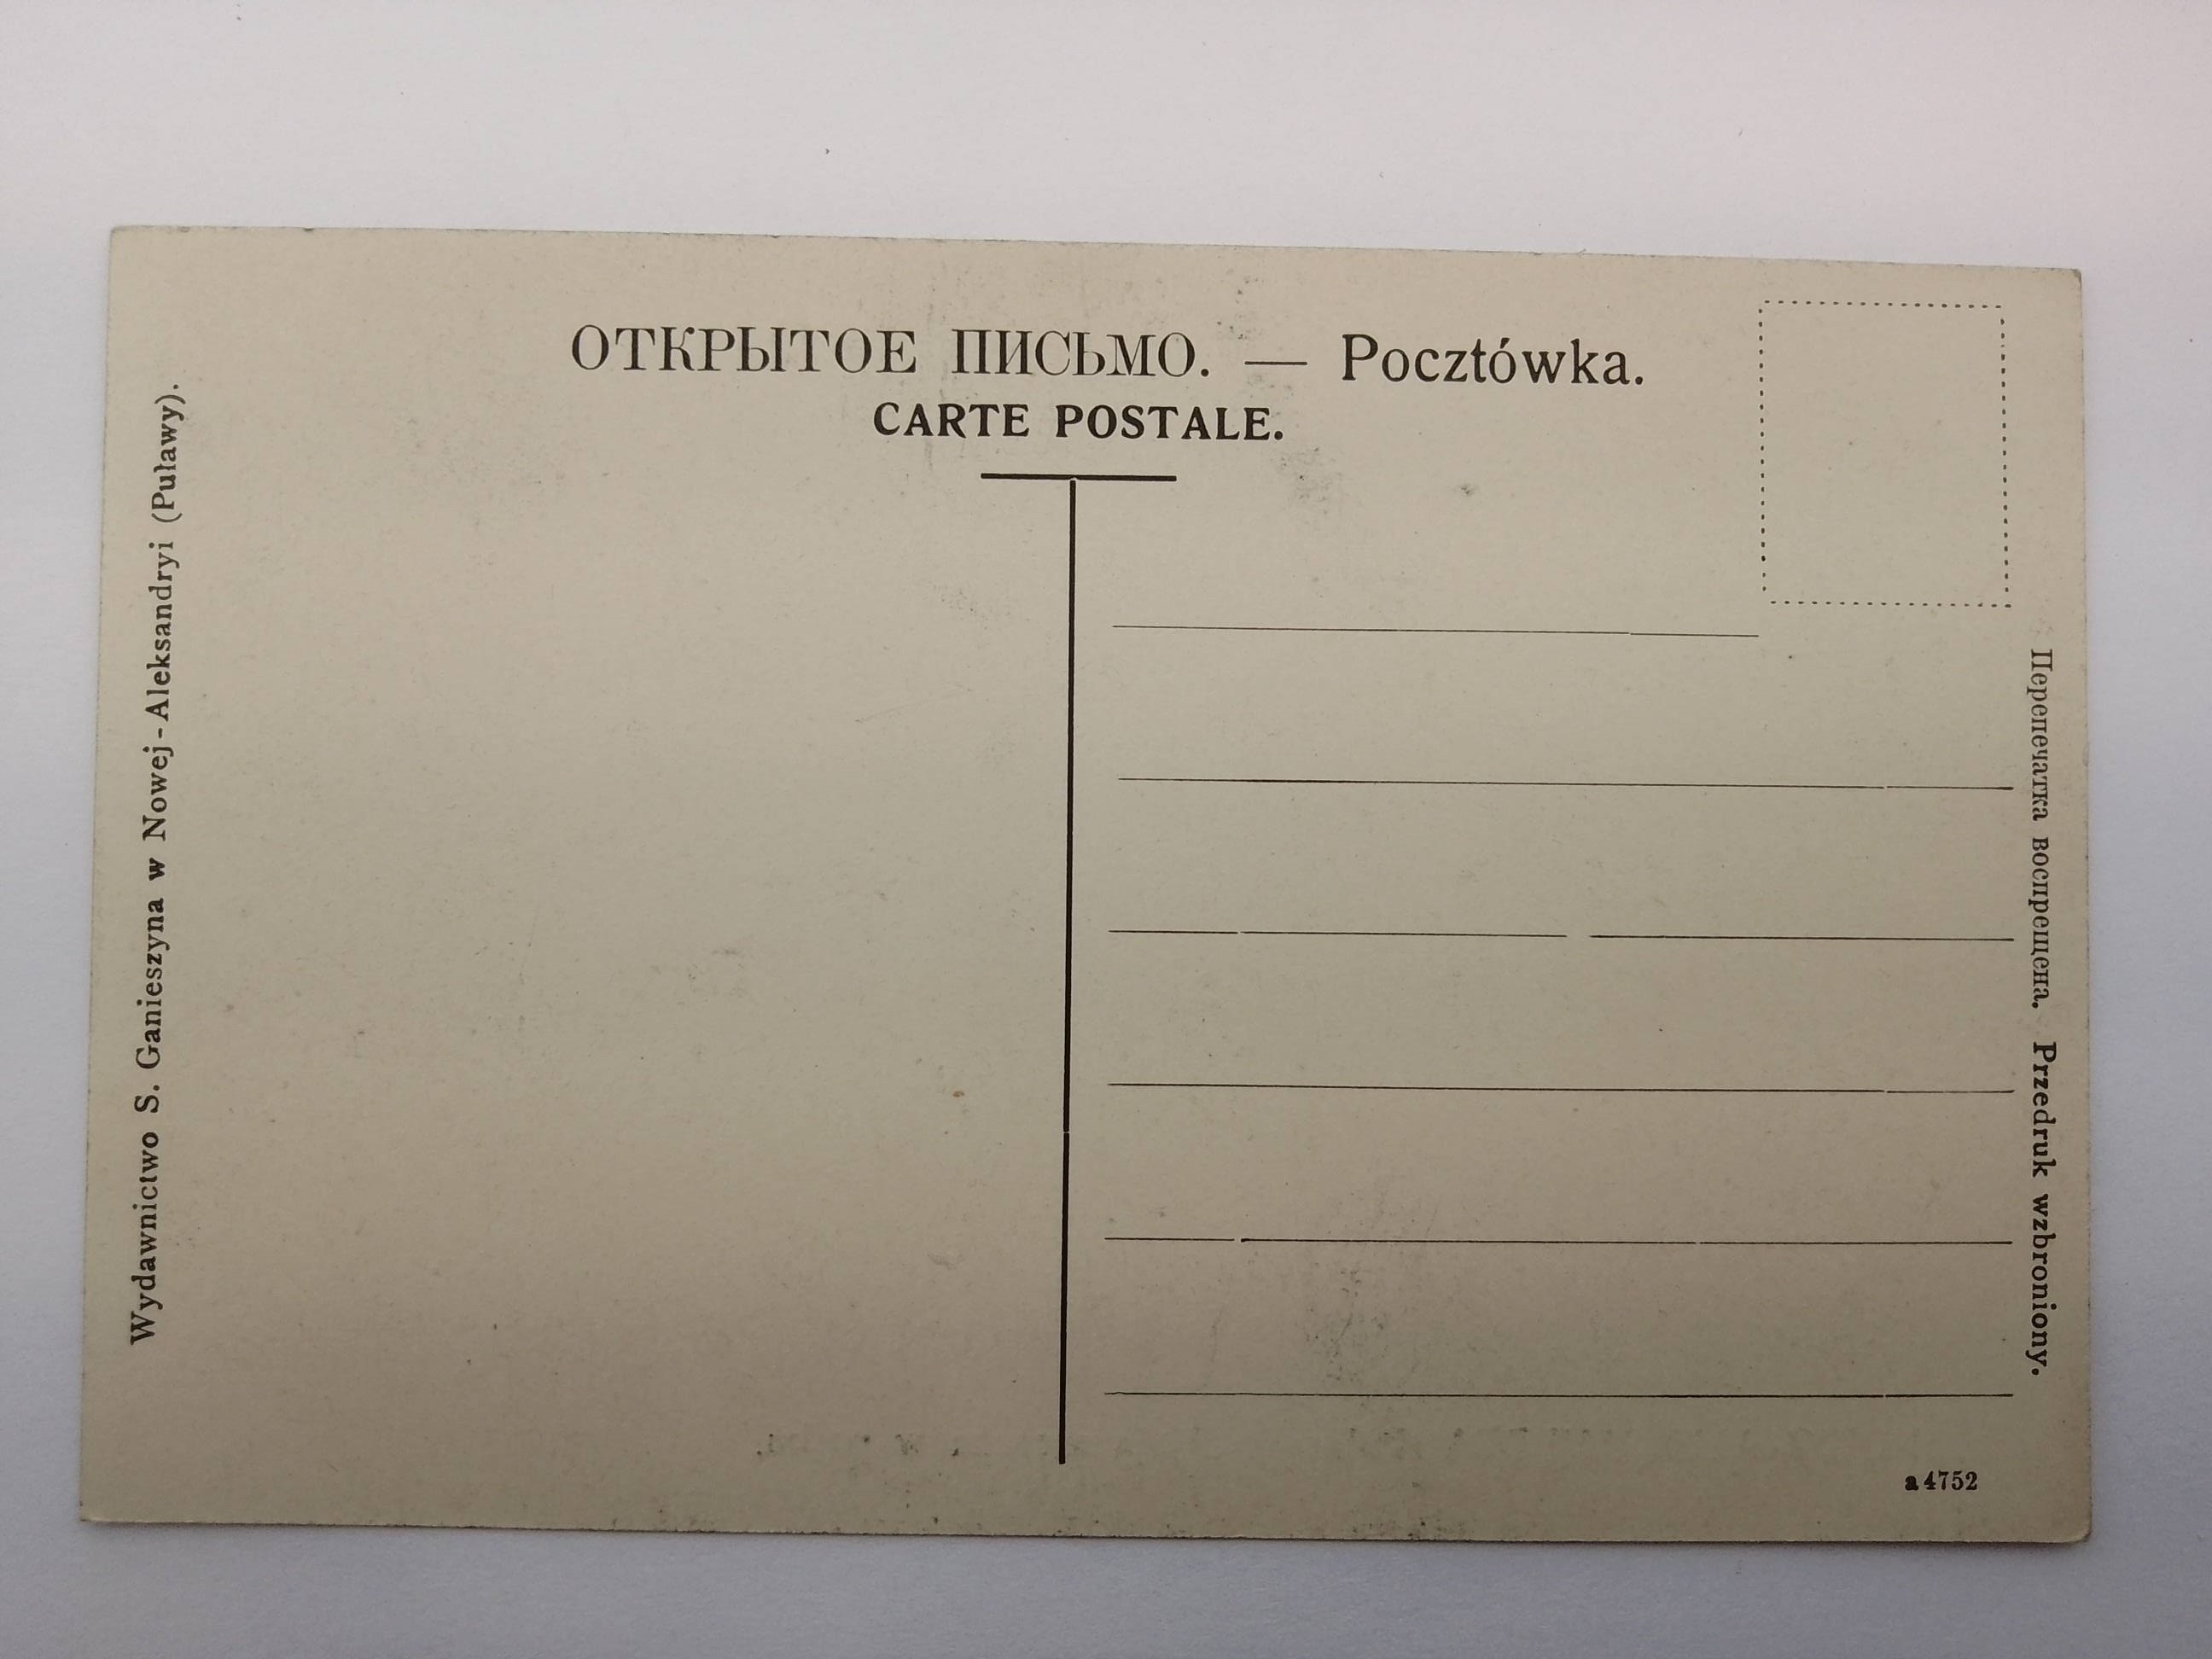 ОТКРЫТОЕ ПИСЬМО. — Pocztówka.
CARTE POSTALE.
Wydawnictwo S. Ganieszyna w Nowej-Aleksandryi (Puławy).
Перепечатка воспрещена. Przedruk wzbroniony.
a 4752